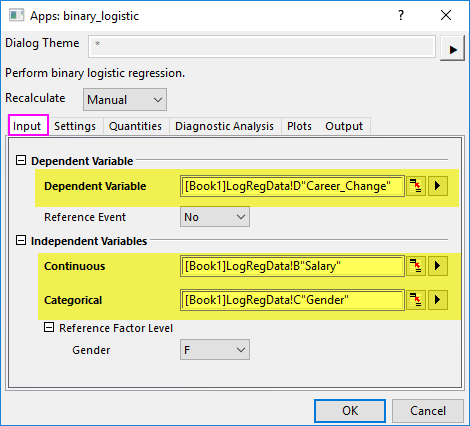 Apps: binary_logistic ? ×
Dialog Theme *
Perform binary logistic regression.
Recalculate Manual
Input Settings Quantities Diagnostic Analysis Plots Output
Dependent Variable
Dependent Variable [Book1]LogRegData!D"Career_Change"
Reference Event No
Independent Variables
Continuous [Book1]LogRegData!B"Salary"
Categorical [Book1]LogRegData!C"Gender"
Reference Factor Level
Gender F
OK Cancel